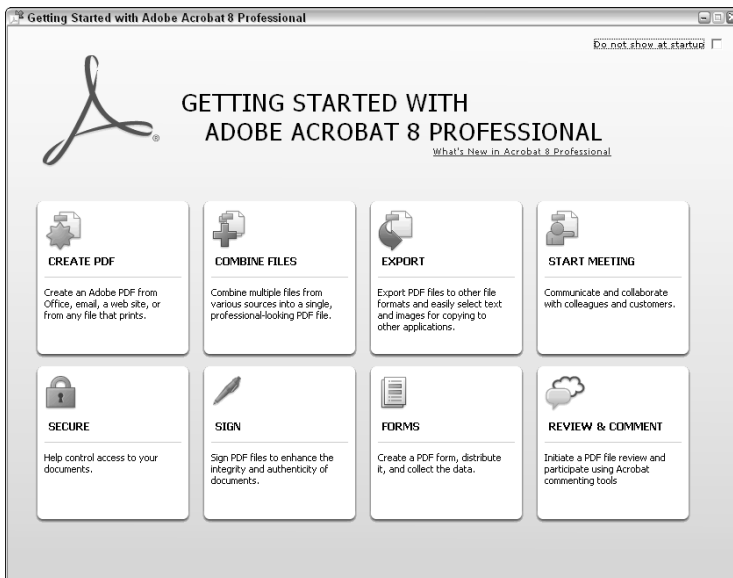 Getting Started with Adobe Acrobat 8 Professional
Do not show at startup
GETTING STARTED WITH
ADOBE ACROBAT 8 PROFESSIONAL
®
What's New in Acrobat 8 Professional
CREATE PDF
Create an Adobe PDF from
Office, email, a web site, or
from any file that prints.
COMBINE FILES
Combine multiple files from
various sources into a single,
professional-looking PDF file.
EXPORT
Export PDF files to other file
formats and easily select text
and images for copying to
other applications.
START MEETING
Communicate and collaborate
with colleagues and customers.
SECURE
Help control access to your
documents.
SIGN
Sign PDF files to enhance the
integrity and authenticity of
documents.
FORMS
Create a PDF form, distribute
it, and collect the data.
REVIEW & COMMENT
Initiate a PDF file review and
participate using Acrobat
commenting tools